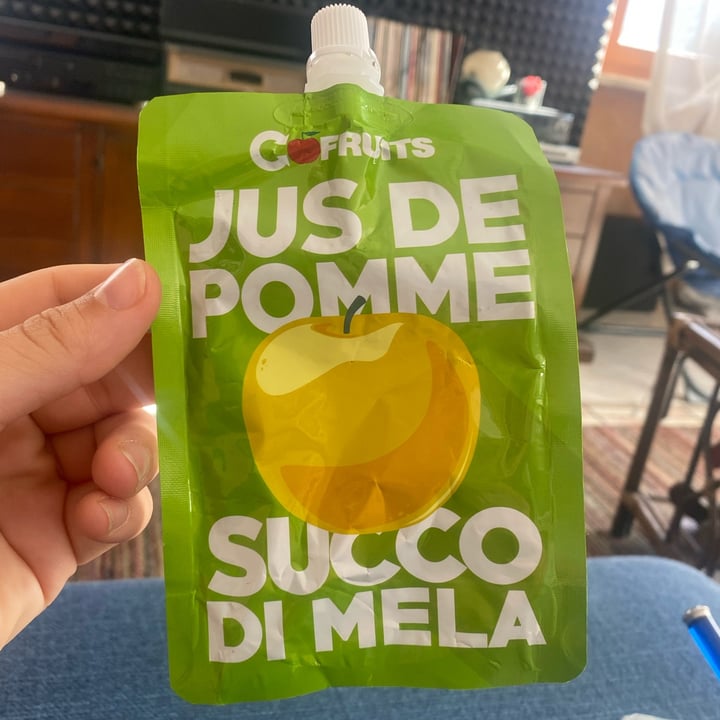 GOFRUITS
JUS DE
POMME
SUCCO
DI MELA